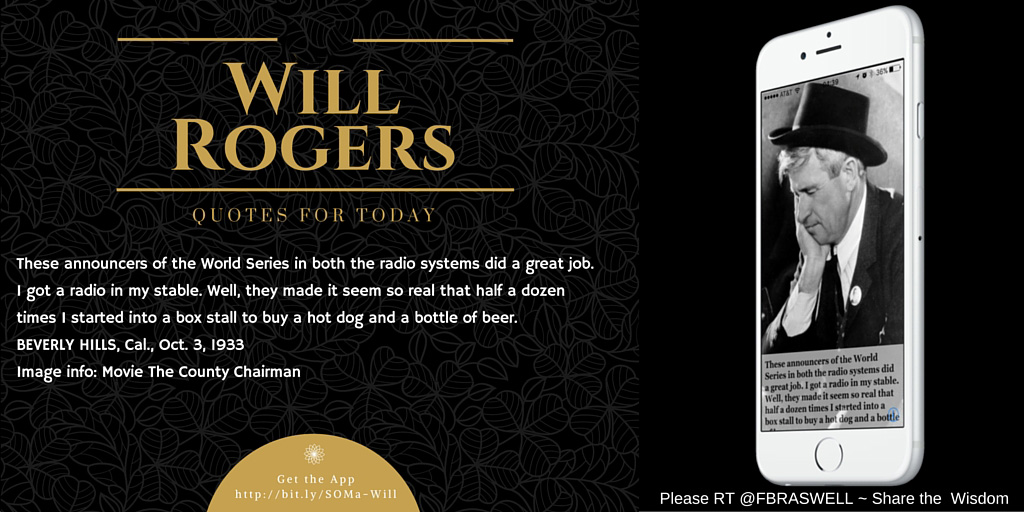 WILL
ROGERS
QUOTES FOR TODAY
These announcers of the World Series in both the radio systems did a great job.
I got a radio in my stable. Well, they made it seem so real that half a dozen
times I started into a box stall to buy a hot dog and a bottle of beer.
BEVERLY HILLS, Cal., Oct. 3, 1933
Image info: Movie The County Chairman
Get the App
http://bit.ly/SOMa-Will
AT&T
36%
These announcers of the World
Series in both the radio systems did
a great job. I got a radio in my stable.
Well, they made it seem so real that
half a dozen times I started into a
box stall to buy a hot dog and a bottle
Please RT @FBRASWELL ~ Share the Wisdom